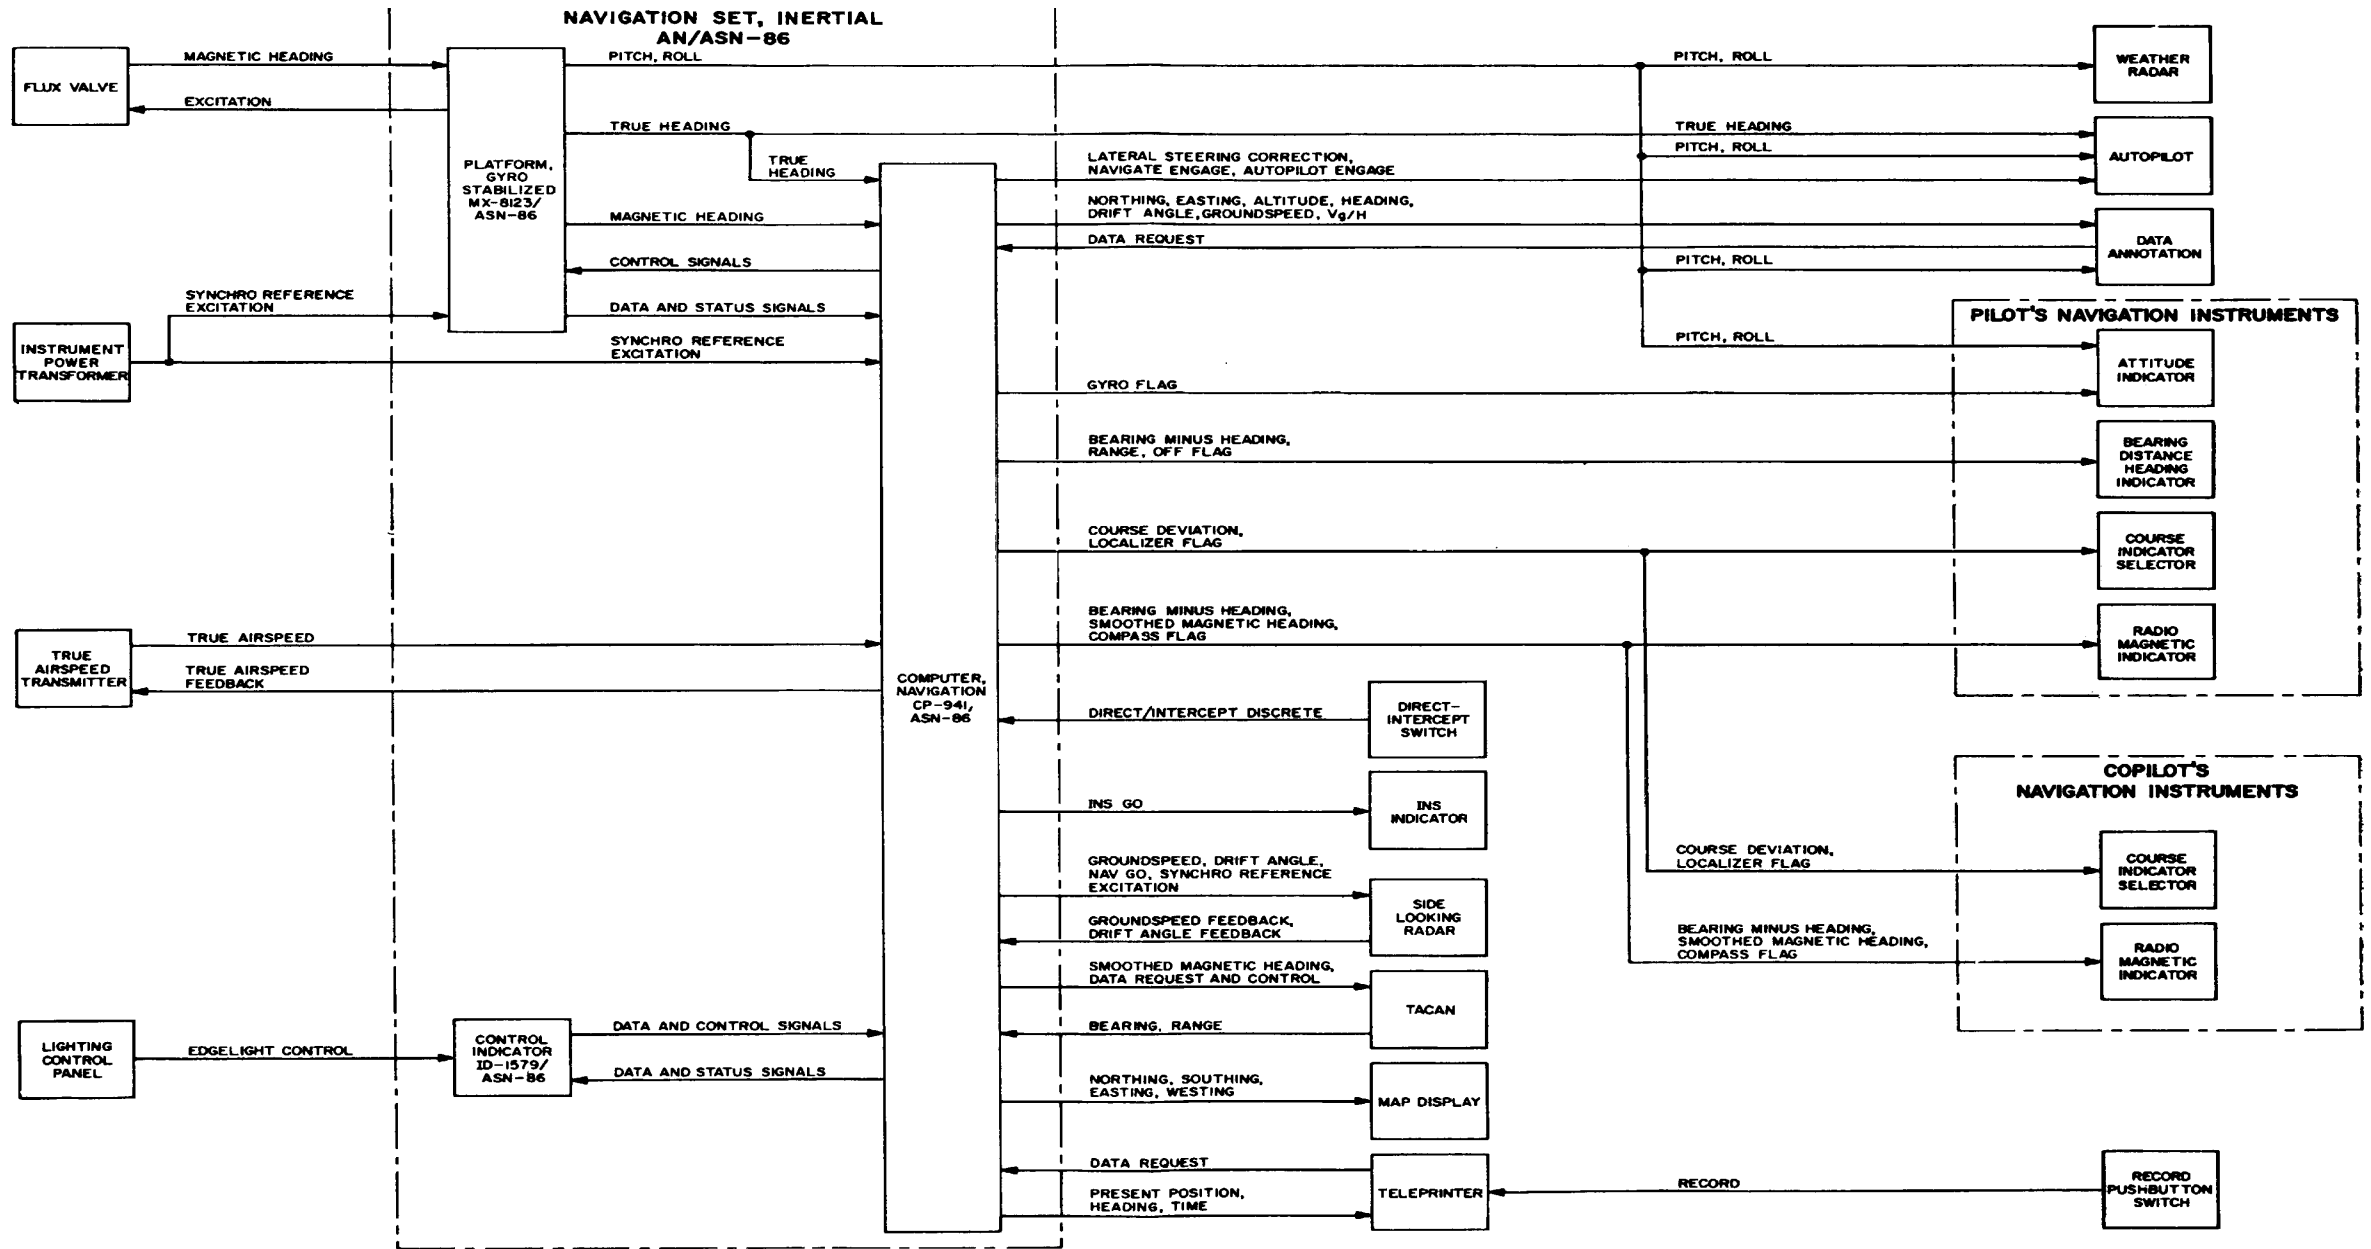 NAVIGATION SET, INERTIAL
AN/ASN-86
FLUX VALVE
MAGNETIC HEADING
EXCITATION
PLATFORM,
GYRO
STABILIZED
MX-8123/
ASN-86
PITCH, ROLL
PITCH, ROLL
WEATHER
RADAR
TRUE HEADING
TRUE
HEADING
TRUE HEADING
PITCH, ROLL
AUTOPILOT
LATERAL STEERING CORRECTION,
NAVIGATE ENGAGE, AUTOPILOT ENGAGE
MAGNETIC HEADING
NORTHING, EASTING, ALTITUDE, HEADING,
DRIFT ANGLE, GROUNDSPEED, Vg/H
DATA REQUEST
DATA
ANNOTATION
PITCH, ROLL
CONTROL SIGNALS
DATA AND STATUS SIGNALS
SYNCHRO REFERENCE
EXCITATION
INSTRUMENT
POWER
TRANSFORMER
SYNCHRO REFERENCE
EXCITATION
PILOT'S NAVIGATION INSTRUMENTS
PITCH, ROLL
ATTITUDE
INDICATOR
GYRO FLAG
BEARING MINUS HEADING,
RANGE, OFF FLAG
BEARING
DISTANCE
HEADING
INDICATOR
COURSE DEVIATION,
LOCALIZER FLAG
COURSE
INDICATOR
SELECTOR
BEARING MINUS HEADING,
SMOOTHED MAGNETIC HEADING,
COMPASS FLAG
RADIO
MAGNETIC
INDICATOR
TRUE
AIRSPEED
TRANSMITTER
TRUE AIRSPEED
TRUE AIRSPEED
FEEDBACK
COMPUTER,
NAVIGATION
CP-941/
ASN-86
DIRECT/INTERCEPT DISCRETE
DIRECT-
INTERCEPT
SWITCH
INS GO
INS
INDICATOR
COPILOT'S
NAVIGATION INSTRUMENTS
COURSE DEVIATION,
LOCALIZER FLAG
COURSE
INDICATOR
SELECTOR
GROUNDSPEED, DRIFT ANGLE,
NAV GO, SYNCHRO REFERENCE
EXCITATION
GROUNDSPEED FEEDBACK,
DRIFT ANGLE FEEDBACK
SIDE
LOOKING
RADAR
BEARING MINUS HEADING,
SMOOTHED MAGNETIC HEADING,
COMPASS FLAG
RADIO
MAGNETIC
INDICATOR
SMOOTHED MAGNETIC HEADING,
DATA REQUEST AND CONTROL
BEARING, RANGE
TACAN
LIGHTING
CONTROL
PANEL
EDGELIGHT CONTROL
CONTROL
INDICATOR
ID-1579/
ASN-86
DATA AND CONTROL SIGNALS
DATA AND STATUS SIGNALS
NORTHING, SOUTHING,
EASTING, WESTING
MAP DISPLAY
DATA REQUEST
PRESENT POSITION,
HEADING, TIME
TELEPRINTER
RECORD
RECORD
PUSHBUTTON
SWITCH